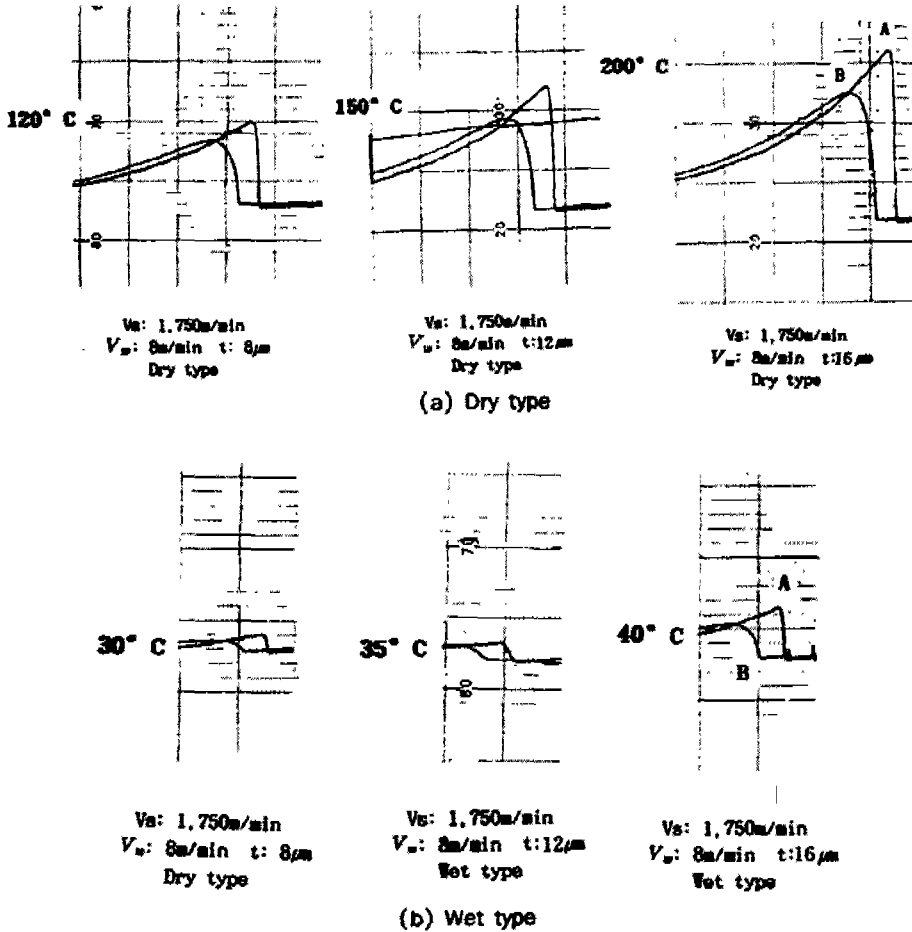 A
200° C
B
120° C
150° C
20
20
Vs: 1,750m/min
Vw: 8m/min t: 8μm
Dry type
Vs: 1,750m/min
Vw: 8m/min t:12μm
Dry type
Vs: 1,750m/min
Vw: 8m/min t:16μm
Dry type
(a) Dry type
30° C
35° C
40° C
A
B
Vs: 1,750m/min
Vw: 8m/min t: 8μm
Dry type
Vs: 1,750m/min
Vw: 8m/min t:12μm
Wet type
Vs: 1,750m/min
Vw: 8m/min t:16μm
Wet type
(b) Wet type